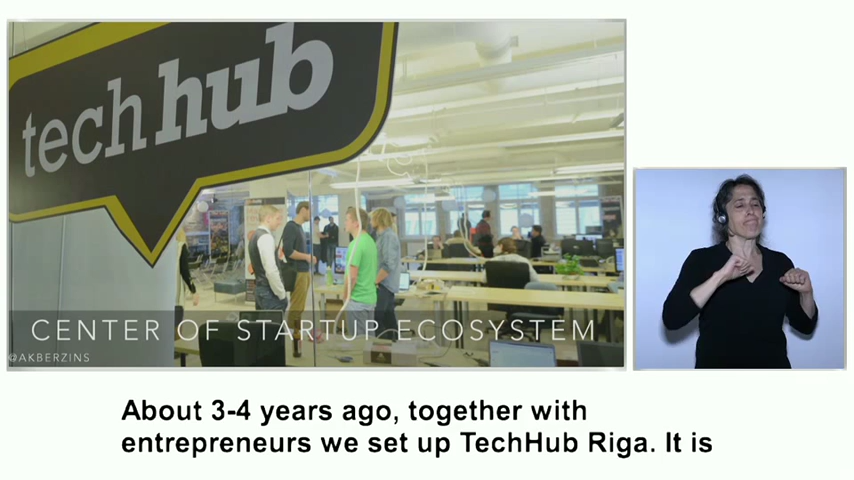 techhub
CENTER OF STARTUP ECOSYSTEM
@AKBERZINS
About 3-4 years ago, together with
entrepreneurs we set up TechHub Riga. It is